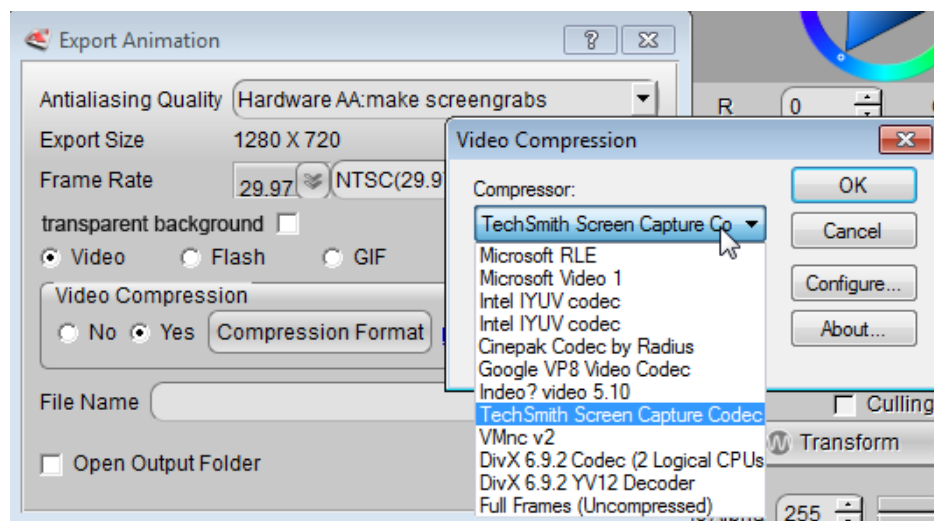 Export Animation
Antialiasing Quality Hardware AA:make screengrabs
Export Size 1280 X 720
Frame Rate 29.97 NTSC(29.9
transparent background
Video Flash GIF
Video Compression
No Yes Compression Format
File Name
Open Output Folder
R 0
Video Compression
Compressor:
TechSmith Screen Capture Co
Microsoft RLE
Microsoft Video 1
Intel IYUV codec
Intel IYUV codec
Cinepak Codec by Radius
Google VP8 Video Codec
Indeo? video 5.10
TechSmith Screen Capture Codec
VMnc v2
DivX 6.9.2 Codec (2 Logical CPUs
DivX 6.9.2 YV12 Decoder
Full Frames (Uncompressed)
OK
Cancel
Configure...
About...
Culling
Transform
255